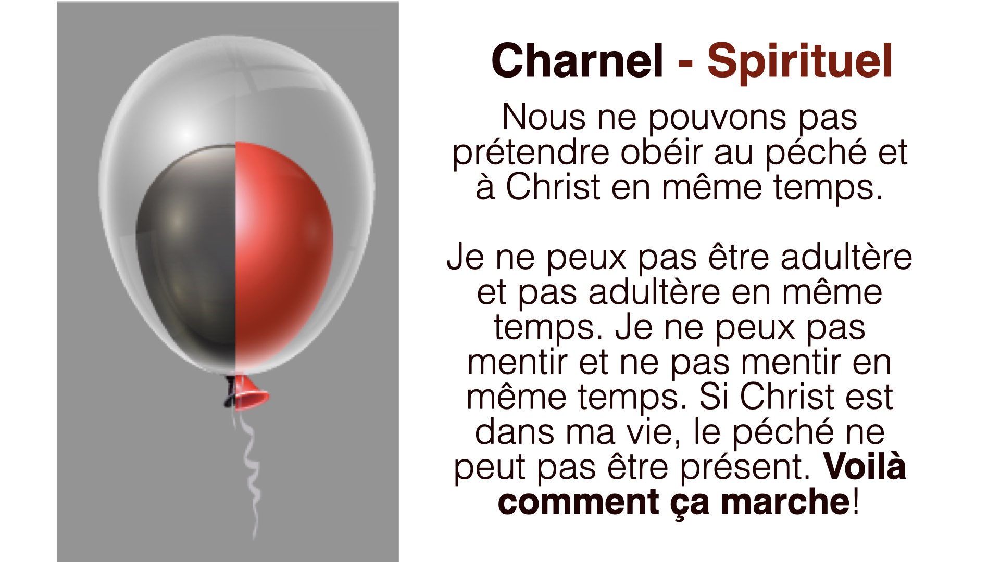 Charnel - Spirituel
Nous ne pouvons pas
prétendre obéir au péché et
à Christ en même temps.
Je ne peux pas être adultère
et pas adultère en même
temps. Je ne peux pas
mentir et ne pas mentir en
même temps. Si Christ est
dans ma vie, le péché ne
peut pas être présent. Voilà
comment ça marche!